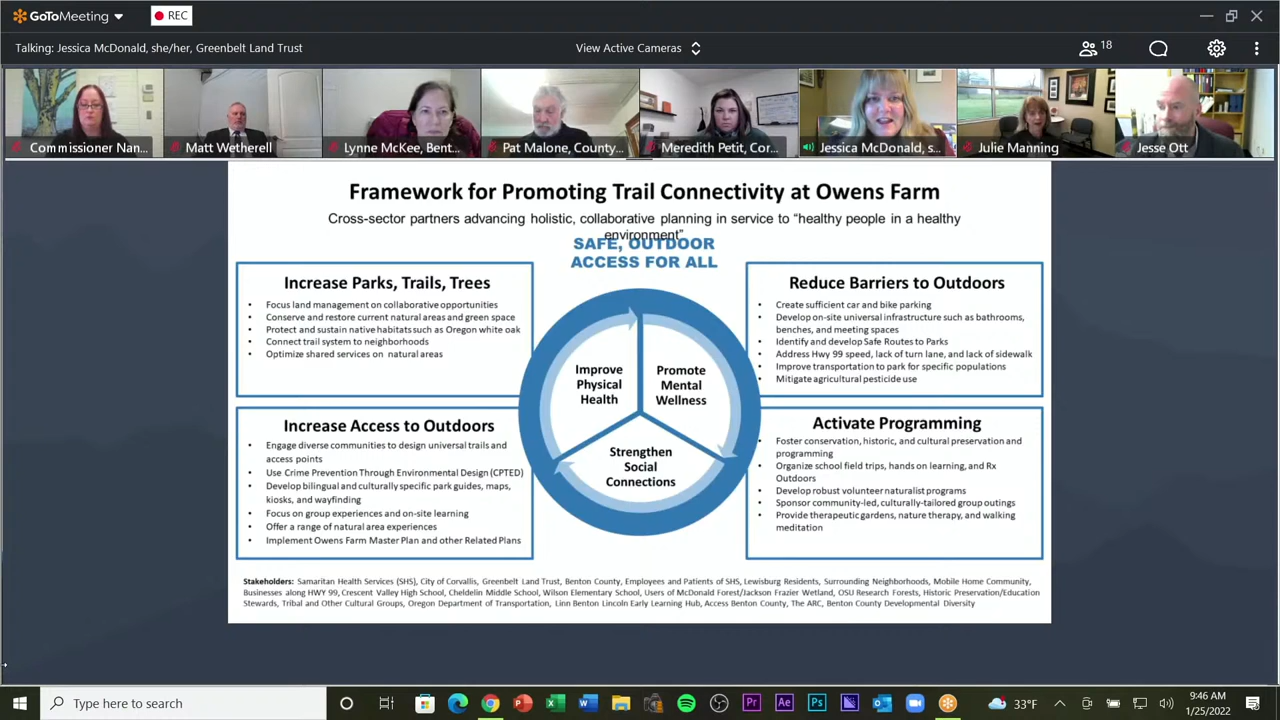 GoToMeeting
REC
Talking: Jessica McDonald, she/her, Greenbelt Land Trust
View Active Cameras
18
Commissioner Nan...
Matt Wetherell
Lynne McKee, Bent...
Pat Malone, County...
Meredith Petit, Cor...
Jessica McDonald, s...
Julie Manning
Jesse Ott
Framework for Promoting Trail Connectivity at Owens Farm
Cross-sector partners advancing holistic, collaborative planning in service to “healthy people in a healthy
environment”
SAFE, OUTDOOR
ACCESS FOR ALL
Increase Parks, Trails, Trees
• Focus land management on collaborative opportunities
• Conserve and restore current natural areas and green space
• Protect and sustain native habitats such as Oregon white oak
• Connect trail system to neighborhoods
• Optimize shared services on natural areas
Reduce Barriers to Outdoors
• Create sufficient car and bike parking
• Develop on-site universal infrastructure such as bathrooms,
benches, and meeting spaces
• Identify and develop Safe Routes to Parks
• Address Hwy 99 speed, lack of turn lane, and lack of sidewalk
• Improve transportation to park for specific populations
• Mitigate agricultural pesticide use
Improve
Physical
Health
Promote
Mental
Wellness
Strengthen
Social
Connections
Increase Access to Outdoors
• Engage diverse communities to design universal trails and
access points
• Use Crime Prevention Through Environmental Design (CPTED)
• Develop bilingual and culturally specific park guides, maps,
kiosks, and wayfinding
• Focus on group experiences and on-site learning
• Offer a range of natural area experiences
• Implement Owens Farm Master Plan and other Related Plans
Activate Programming
• Foster conservation, historic, and cultural preservation and
programming
• Organize school field trips, hands on learning, and Rx
Outdoors
• Develop robust volunteer naturalist programs
• Sponsor community-led, culturally-tailored group outings
• Provide therapeutic gardens, nature therapy, and walking
meditation
Stakeholders: Samaritan Health Services (SHS), City of Corvallis, Greenbelt Land Trust, Benton County, Employees and Patients of SHS, Lewisburg Residents, Surrounding Neighborhoods, Mobile Home Community,
Businesses along HWY 99, Crescent Valley High School, Cheldelin Middle School, Wilson Elementary School, Users of McDonald Forest/Jackson Frazier Wetland, OSU Research Forests, Historic Preservation/Education
Stewards, Tribal and Other Cultural Groups, Oregon Department of Transportation, Linn Benton Lincoln Early Learning Hub, Access Benton County, The ARC, Benton County Developmental Diversity
Type here to search
Pr
Ae
Ps
33°F
9:46 AM
1/25/2022